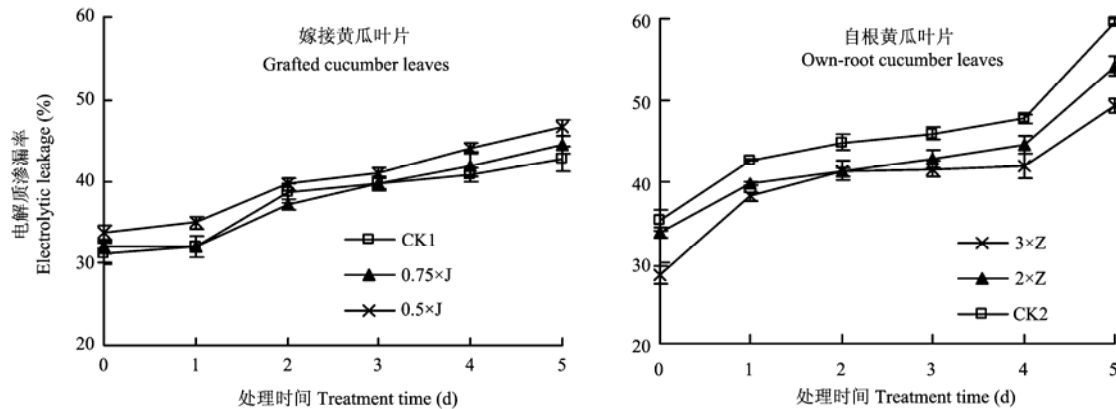 电解质渗漏率
Electrolytic leakage (%)
60
50
40
30
20
嫁接黄瓜叶片
Grafted cucumber leaves
CK1
0.75×J
0.5×J
0 1 2 3 4 5
处理时间 Treatment time (d)
60
50
40
30
20
自根黄瓜叶片
Own-root cucumber leaves
3×Z
2×Z
CK2
0 1 2 3 4 5
处理时间 Treatment time (d)